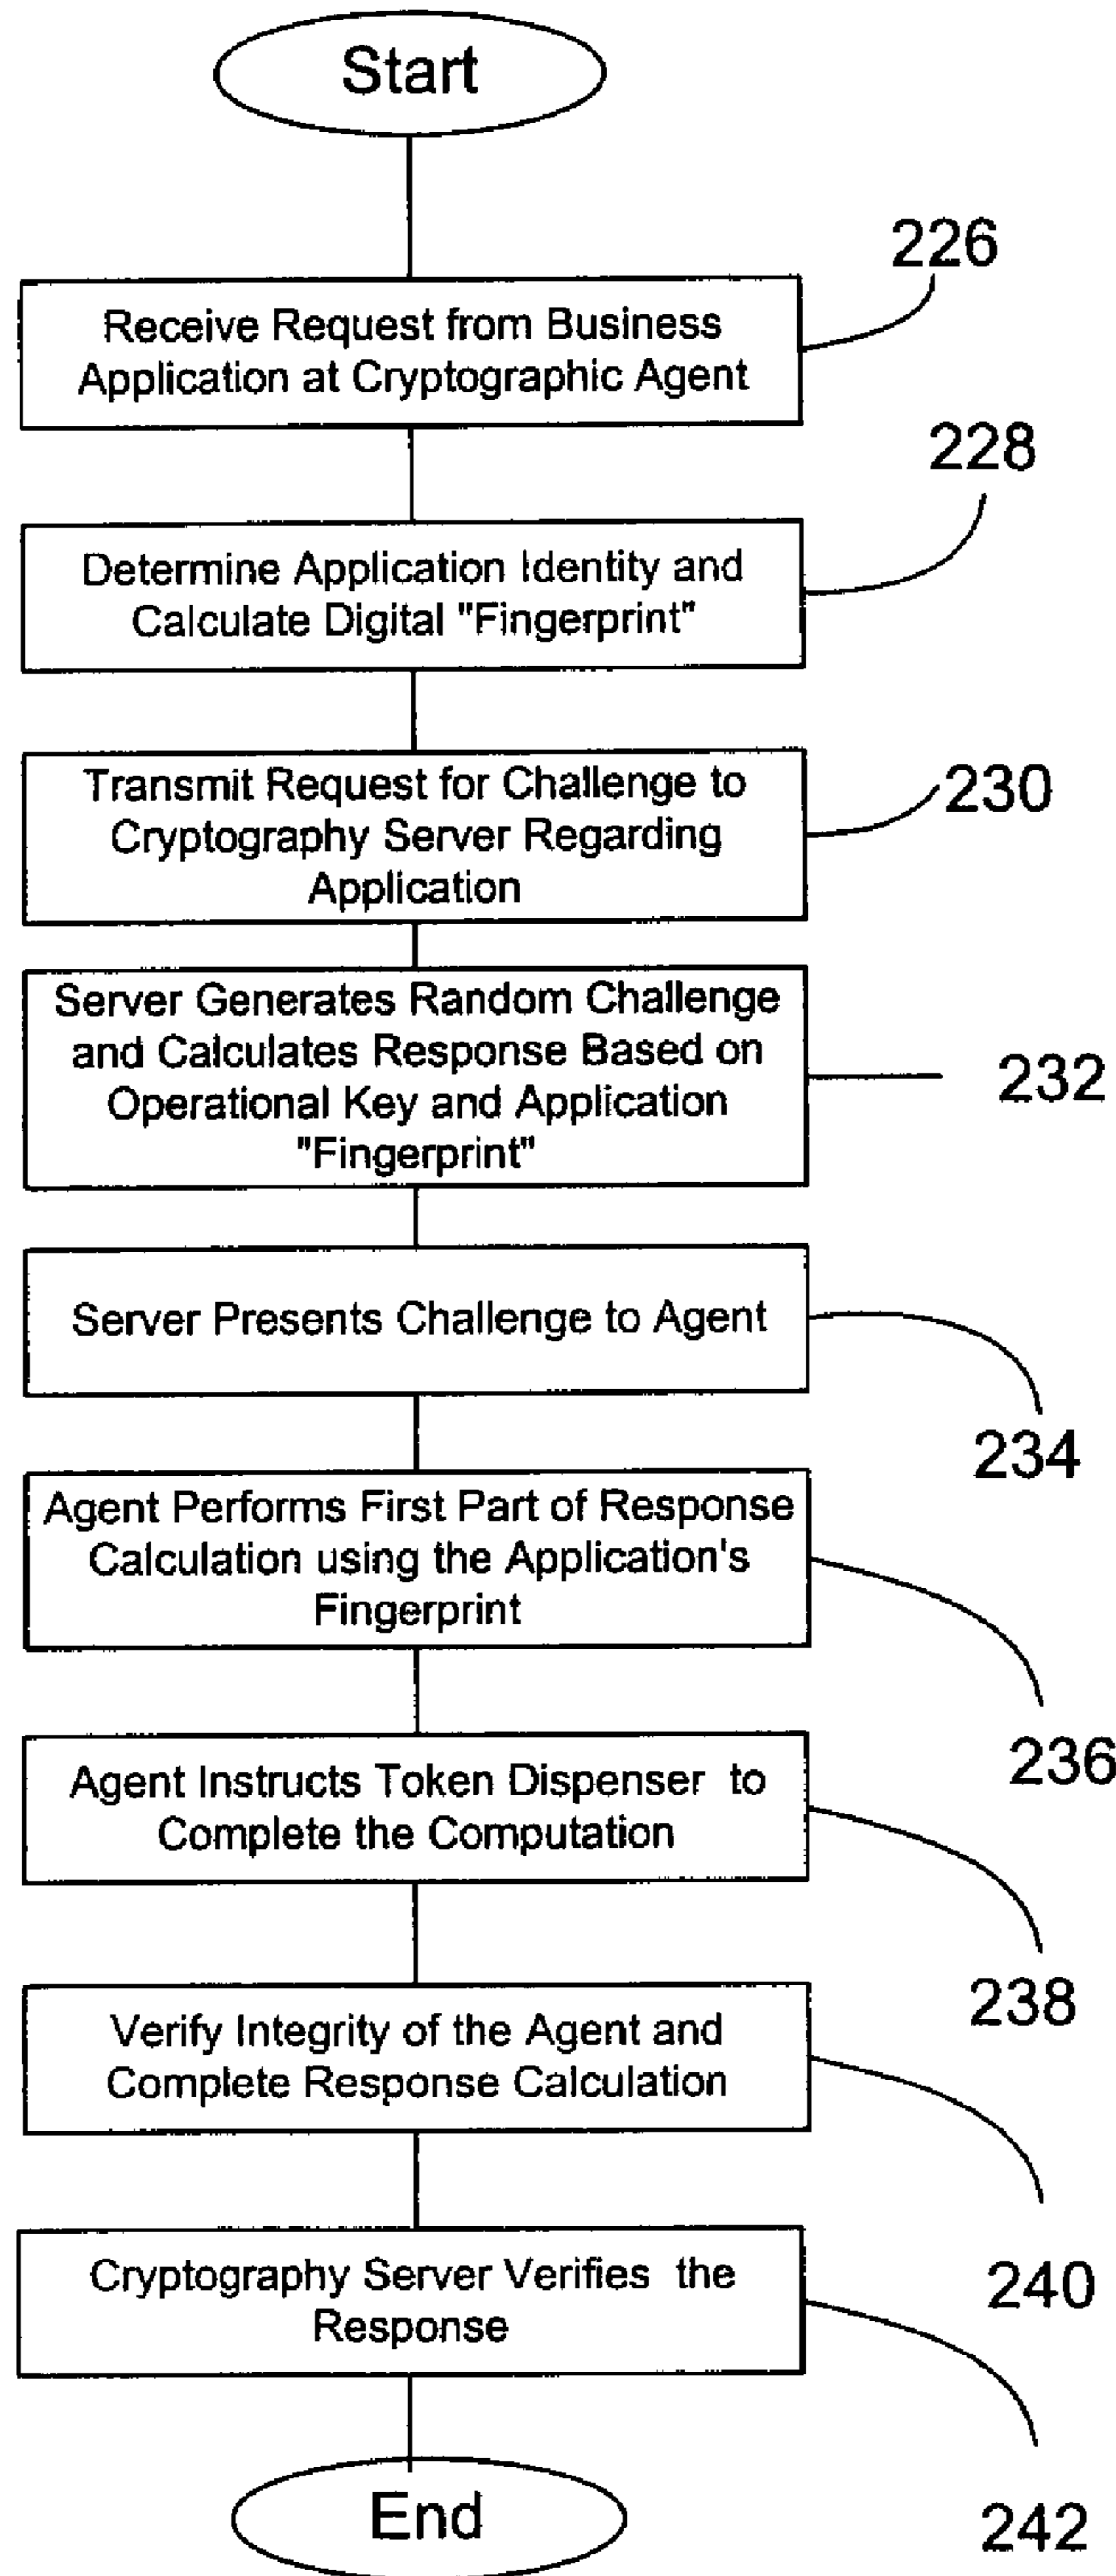 Start
226
Receive Request from Business
Application at Cryptographic Agent
228
Determine Application Identity and
Calculate Digital "Fingerprint"
230
Transmit Request for Challenge to
Cryptography Server Regarding
Application
Server Generates Random Challenge
and Calculates Response Based on
Operational Key and Application
"Fingerprint"
232
Server Presents Challenge to Agent
234
Agent Performs First Part of Response
Calculation using the Application's
Fingerprint
236
Agent Instructs Token Dispenser to
Complete the Computation
238
Verify Integrity of the Agent and
Complete Response Calculation
240
Cryptography Server Verifies the
Response
242
End